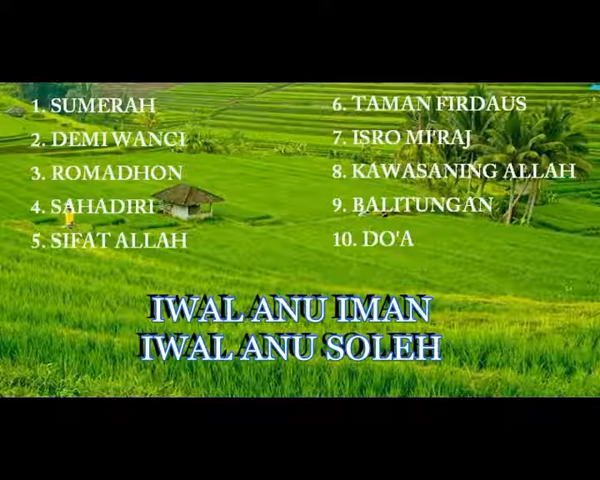 1. SUMERAH
2. DEMI WANCI
3. ROMADHON
4. SAHADIRI
5. SIFAT ALLAH
6. TAMAN FIRDAUS
7. ISRO MI'RAJ
8. KAWASANING ALLAH
9. BALITUNGAN
10. DO'A
IWAL ANU IMAN
IWAL ANU SOLEH